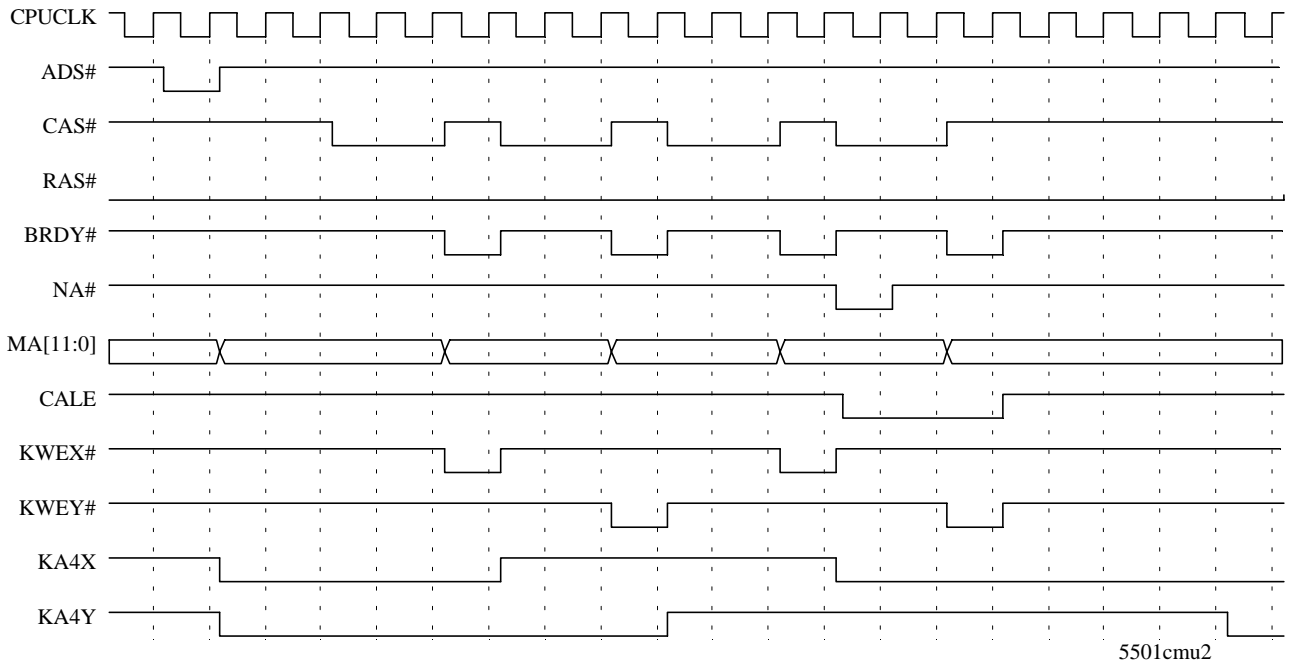 CPUCLK
ADS#
CAS#
RAS#
BRDY#
NA#
MA[11:0]
CALE
KWEX#
KWEY#
KA4X
KA4Y
5501cmu2